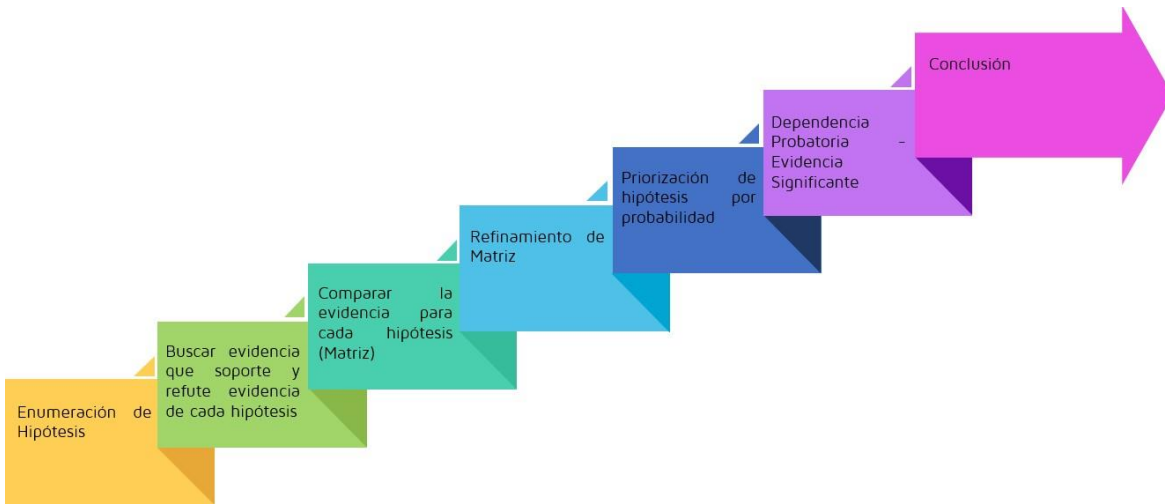 Enumeración de
Hipótesis
Buscar evidencia
que soporte y
refute evidencia
de cada hipótesis
Comparar la
evidencia para
cada hipótesis
(Matriz)
Refinamiento de
Matriz
Priorización de
hipótesis por
probabilidad
Dependencia
Probatoria –
Evidencia
Significante
Conclusión